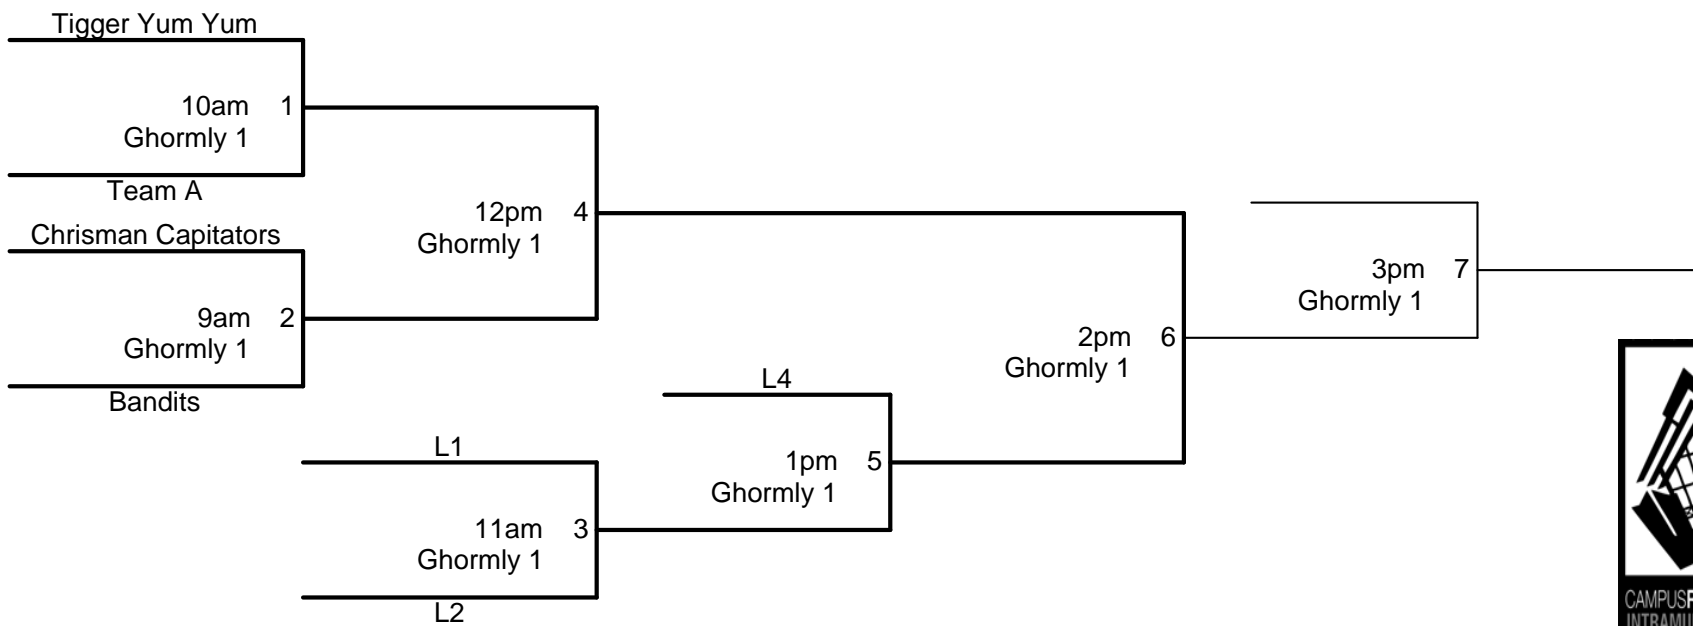 Tigger Yum Yum
10am 1
Ghormly 1
Team A
Chrisman Capitators
9am 2
Ghormly 1
Bandits
12pm 4
Ghormly 1
L1
11am 3
Ghormly 1
L2
L4
1pm 5
Ghormly 1
2pm 6
Ghormly 1
3pm 7
Ghormly 1